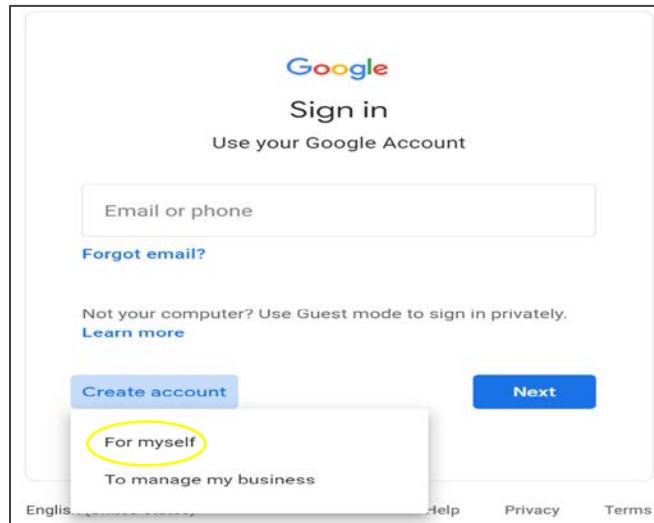 Google
Sign in
Use your Google Account
Email or phone
Forgot email?
Not your computer? Use Guest mode to sign in privately.
Learn more
Create account Next
For myself
To manage my business
Help Privacy Terms